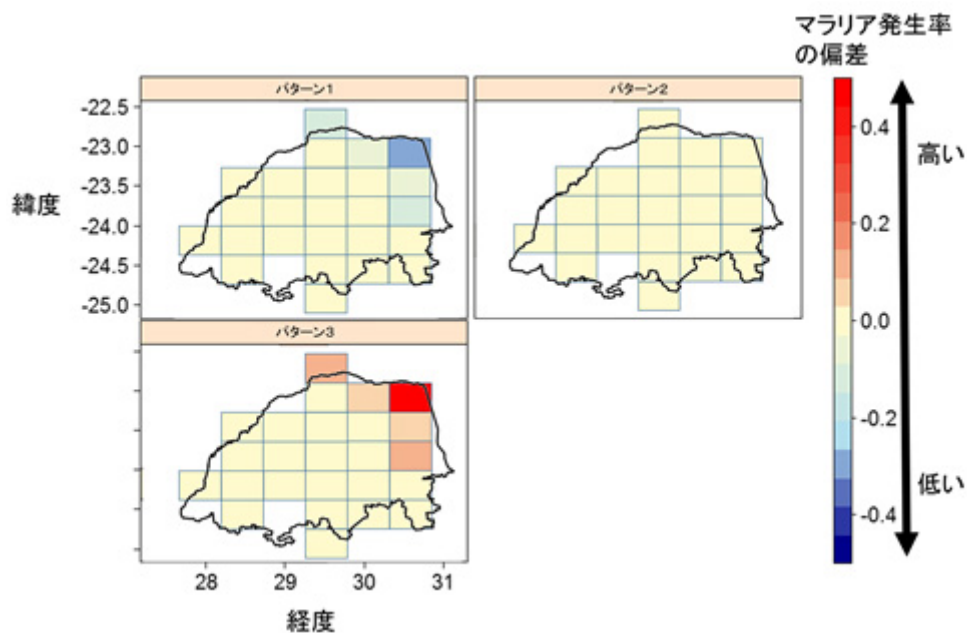 マラリア発生率
の偏差
パターン1
パターン2
-22.5
-23.0
-23.5
-24.0
-24.5
-25.0
緯度
0.4
0.2
0.0
-0.2
-0.4
高い
低い
パターン3
28 29 30 31
経度